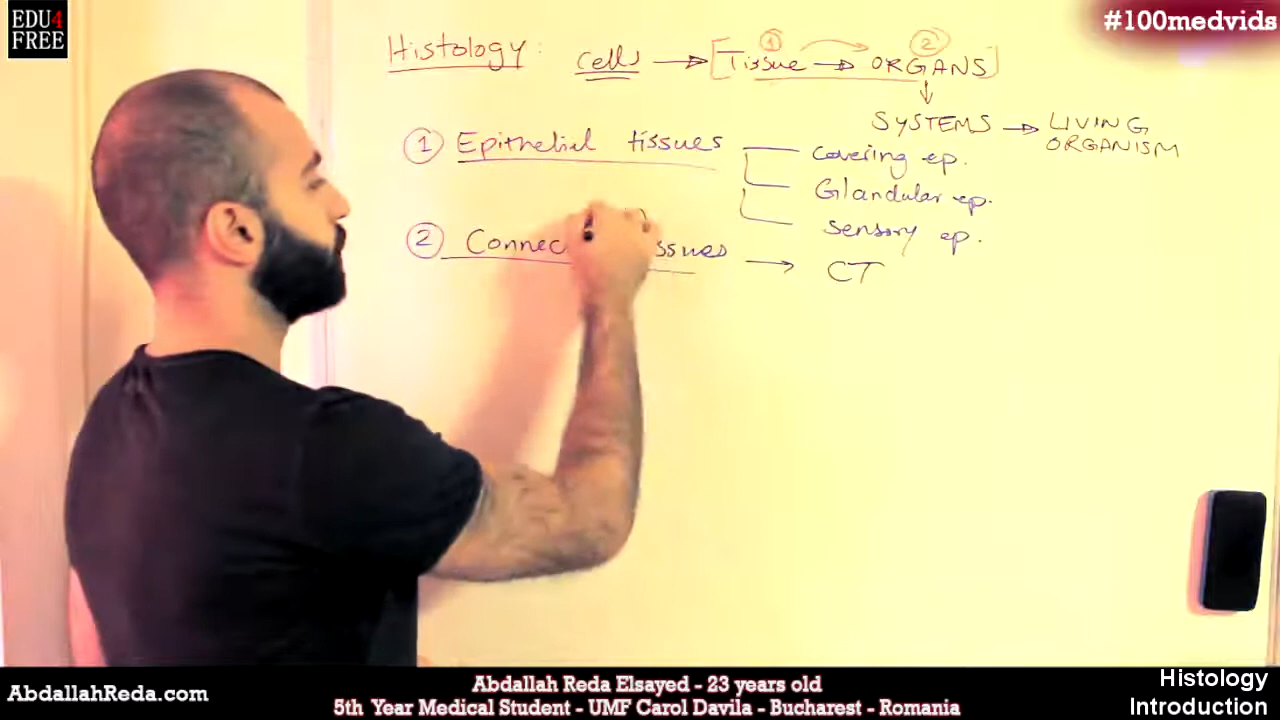 EDU4
FREE
#100medvids
Histology: cells → [Tissue → ORGANS]
① ②
SYSTEMS → LIVING
ORGANISM
① Epithelial tissues
Covering ep.
Glandular ep.
Sensory ep.
② Connec ssues → CT
AbdallahReda.com
Abdallah Reda Elsayed - 23 years old
5th Year Medical Student - UMF Carol Davila - Bucharest - Romania
Histology
Introduction